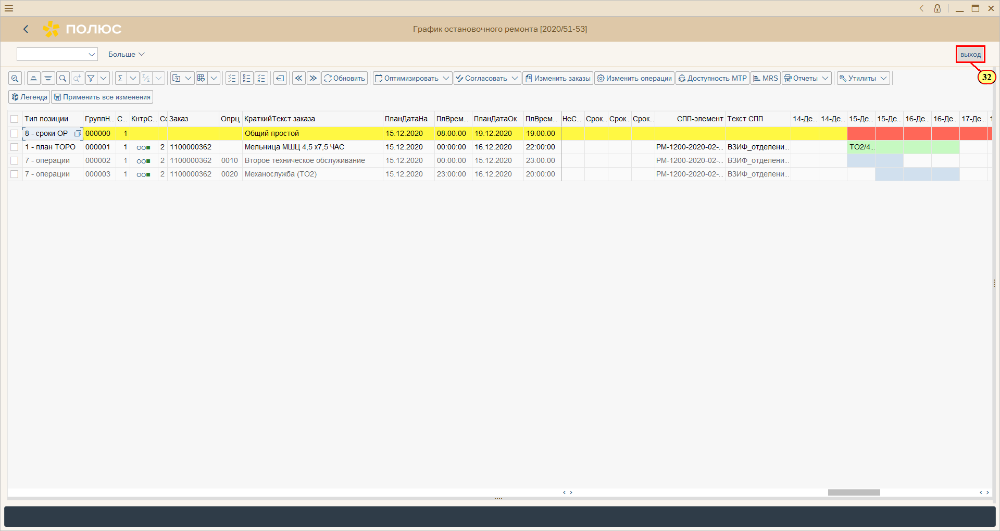 ПОЛЮС
График остановочного ремонта [2020/51-53]
Больше
выход
32
Обновить Оптимизировать Согласовать Изменить заказы Изменить операции Доступность МТР MRS Отчеты Утилиты
Легенда Применить все изменения
Тип позиции ГруппН... С... КнтрС... Сс Заказ Опрц КраткийТекст заказа ПланДатаНа ПлВрем... ПланДатаОк ПлВрем... НеС... Срок... Срок... Срок... СПП-элемент Текст СПП 14-Де... 14-Де... 15-Де... 15-Де... 16-Де... 16-Де... 17-Де... 1
8 - сроки ОР 000000 1 Общий простой 15.12.2020 08:00:00 19.12.2020 19:00:00
1 - план ТОРО 000001 1 2 1100000362 Мельница МШЦ 4,5 х7,5 ЧАС 15.12.2020 00:00:00 16.12.2020 22:00:00 РМ-1200-2020-02-... ВЗИФ_отделени... ТО2/4...
7 - операции 000002 1 2 1100000362 0010 Второе техническое обслуживание 15.12.2020 00:00:00 15.12.2020 23:00:00 РМ-1200-2020-02-... ВЗИФ_отделени...
7 - операции 000003 1 2 1100000362 0020 Механослужба (ТО2) 15.12.2020 23:00:00 16.12.2020 20:00:00 РМ-1200-2020-02-... ВЗИФ_отделени...